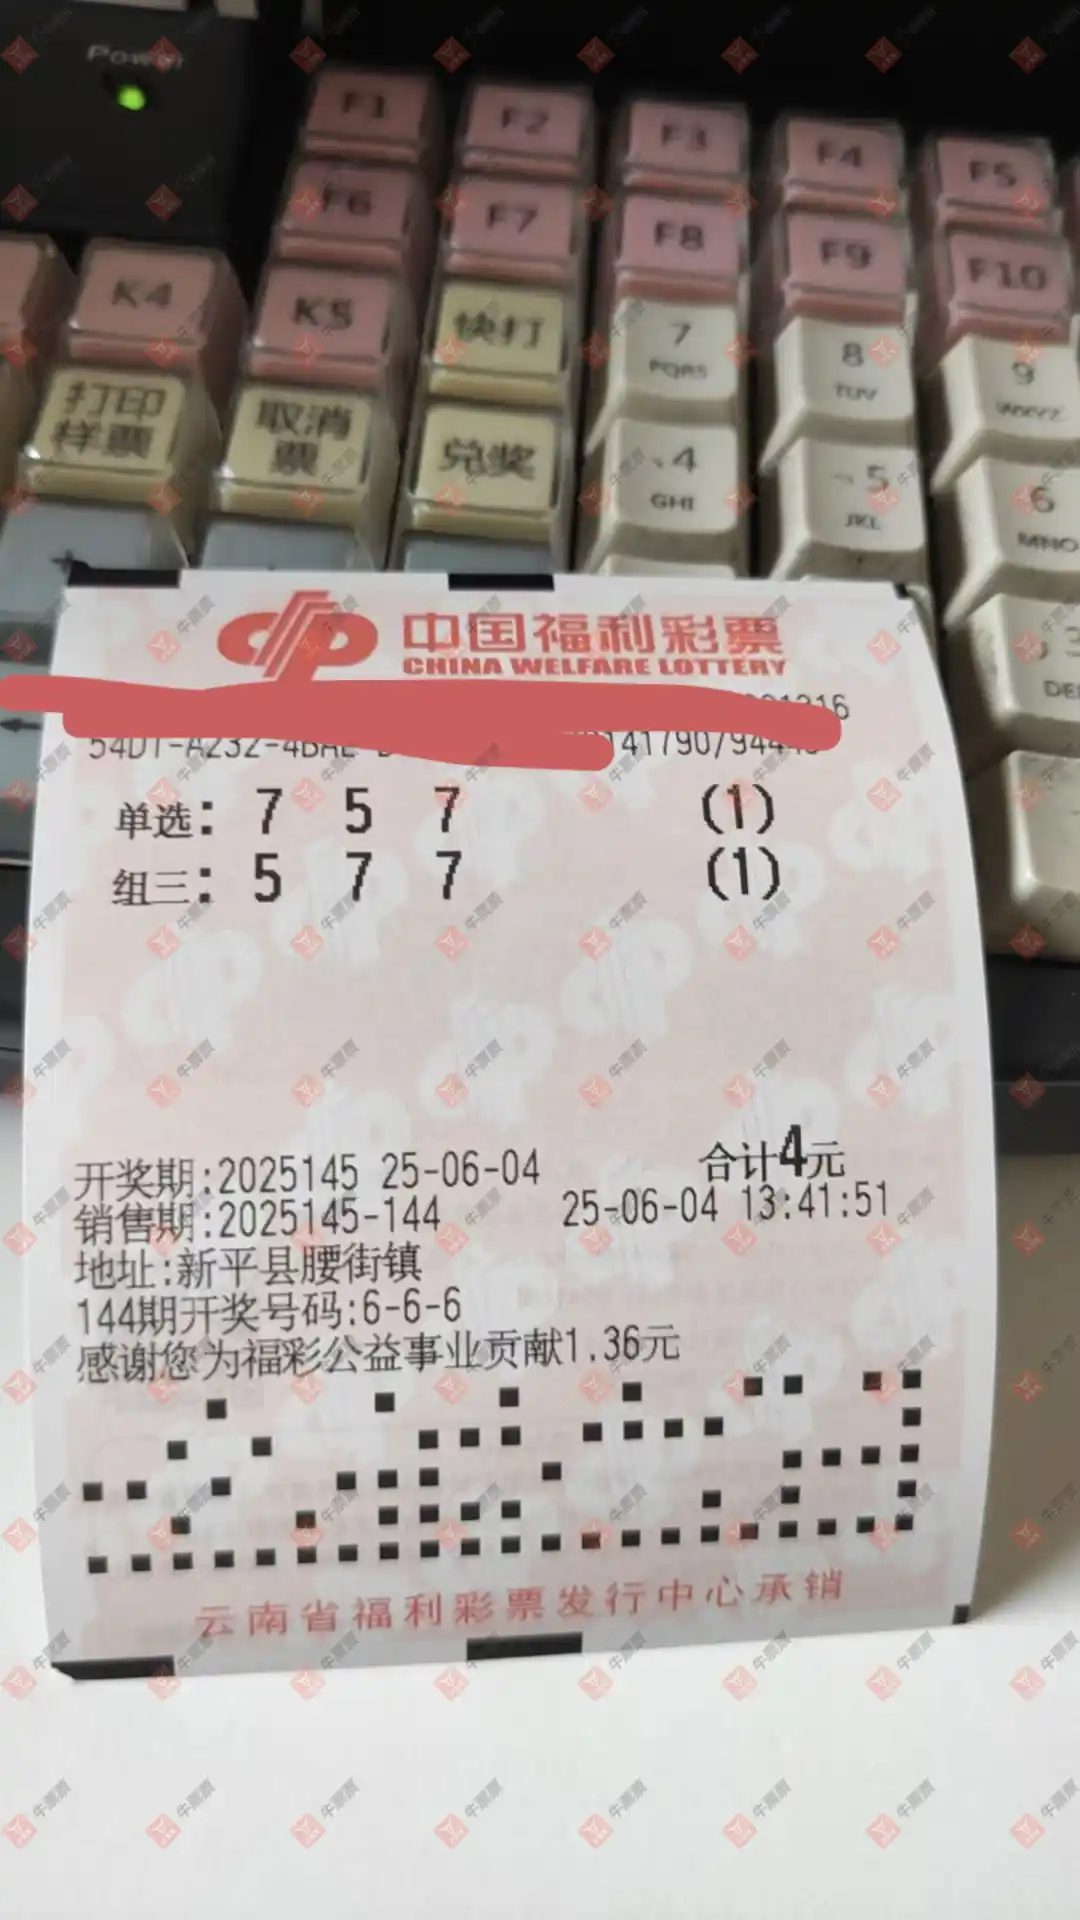 Power
F1 F2 F3 F4 F5
F6 F7 F8 F9 F10
K4 K5 快打 7 8 9
PQRS TUV WXYZ
打印样票 取消票 兑奖 4 5 6
GHI JKL MNO
3
中国福利彩票
CHINA WELFARE LOTTERY
单选: 7 5 7 (1)
组三: 5 7 7 (1)
合计4元
开奖期:2025145 25-06-04
销售期:2025145-144 25-06-04 13:41:51
地址:新平县腰街镇
144期开奖号码:6-6-6
感谢您为福彩公益事业贡献1.36元
云南省福利彩票发行中心承销
牛票票